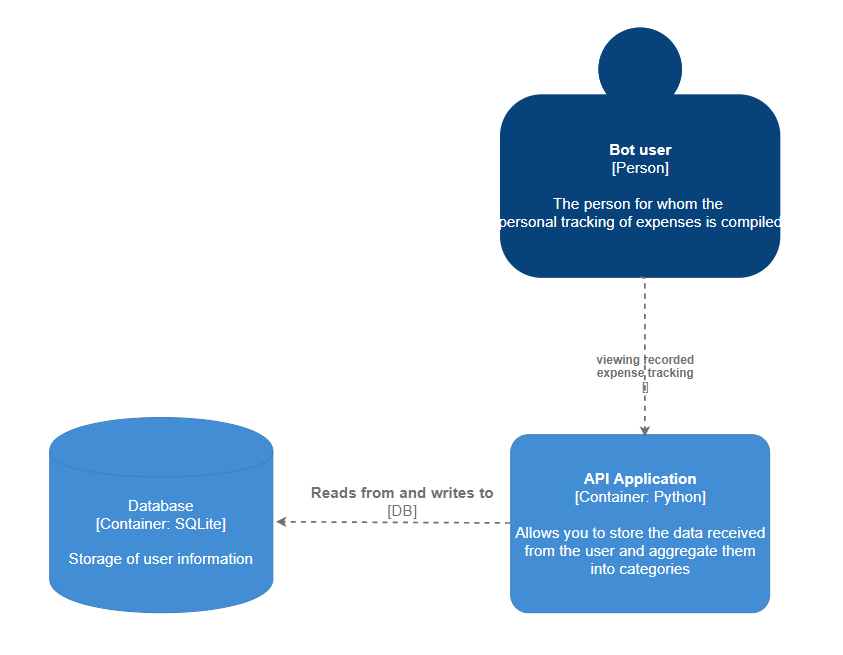 Bot user
[Person]
The person for whom the
personal tracking of expenses is compiled
viewing recorded
expense tracking
[]
Database
[Container: SQLite]
Storage of user information
Reads from and writes to
[DB]
API Application
[Container: Python]
Allows you to store the data received
from the user and aggregate them
into categories